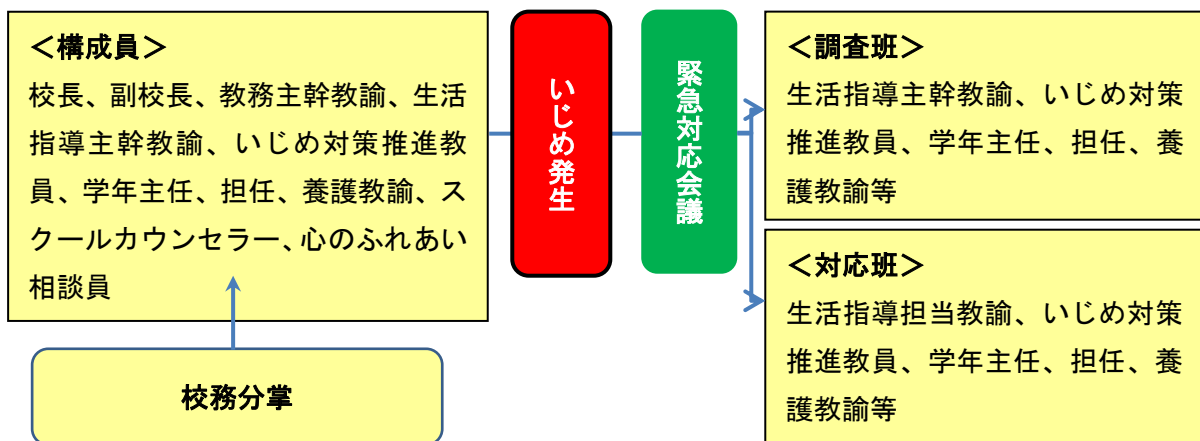 ＜構成員＞
校長、副校長、教務主幹教諭、生活
指導主幹教諭、いじめ対策推進教
員、学年主任、担任、養護教諭、ス
クールカウンセラー、心のふれあい
相談員
校務分掌
いじめ発生
緊急対応会議
＜調査班＞
生活指導主幹教諭、いじめ対策
推進教員、学年主任、担任、養
護教諭等
＜対応班＞
生活指導担当教諭、いじめ対策
推進教員、学年主任、担任、養
護教諭等